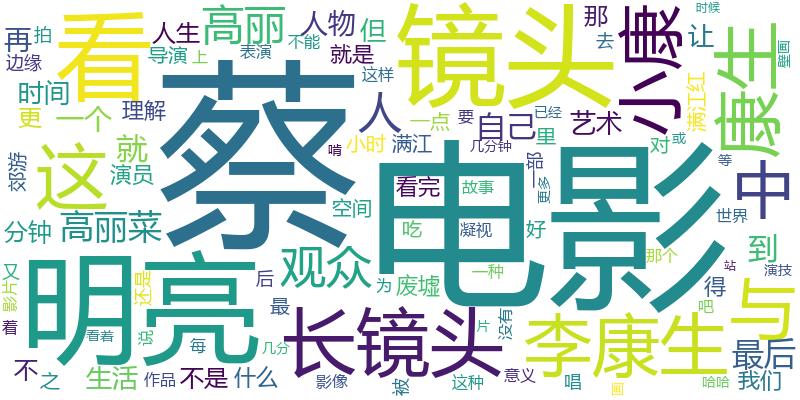 再
拍
边缘
看
人生
导演
上
高丽
表演
不能
人物
就是
但
这样
镜头
那
去
小康
让
时候
康生
壁画
时间
更
一个
理解
蔡
人
边缘
小时
满江
啃
一点
要
自己
已经
里
几分钟
艺术
对
满江红
或
这
就
演员
郊游
高丽菜
分钟
空间
看完
吃
故事
凝视
一部
更多
好
电影
中
等
世界
到
那个
站
演技
得
吧
与
明亮
观众
后
为
废墟
一种
最
又
影片
着
还是
看着
说
每
几分
长镜头
片
没有
李康生
最后
不
之
生活
作品
不是
什么
影像
被
这种
意义
唱
画
哈哈
我们